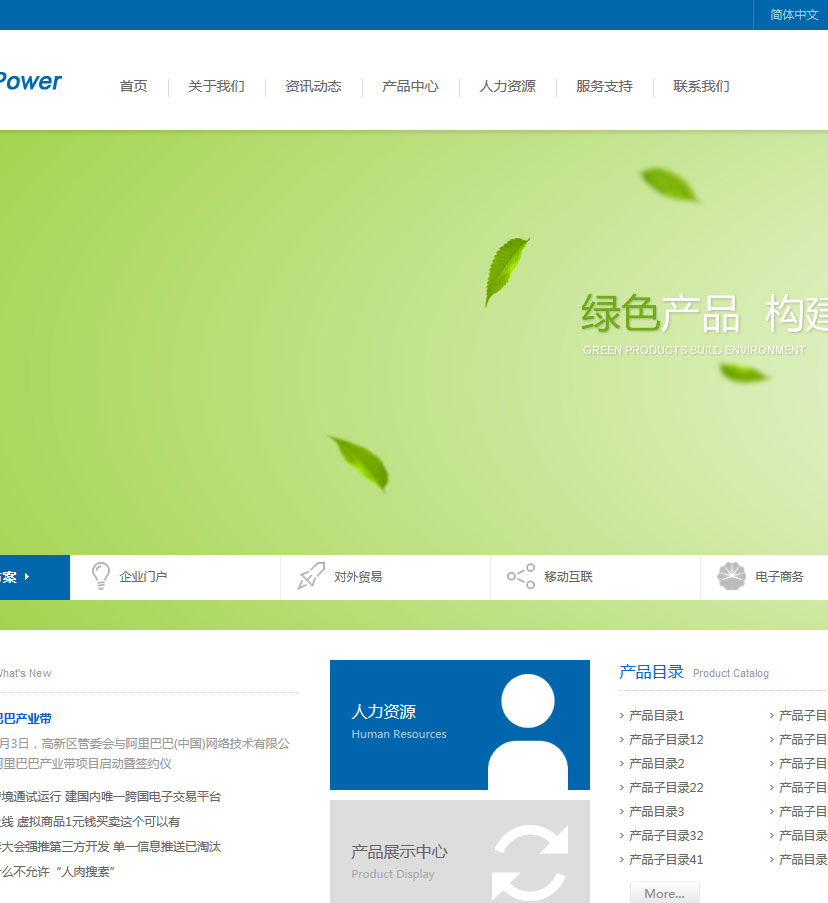 简体中文
Power
首页 关于我们 资讯动态 产品中心 人力资源 服务支持 联系我们
绿色产品 构建
GREEN PRODUCTS BUILD ENVIRONMENT
案 企业门户 对外贸易 移动互联 电子商务
What's New
巴产业带
月3日，高新区管委会与阿里巴巴(中国)网络技术有限公
阿里巴巴产业带项目启动暨签约仪
境通试运行 建国内唯一跨国电子交易平台
线 虚拟商品1元钱买卖这个可以有
大会强推第三方开发 单一信息推送已淘汰
么不允许“人肉搜索”
人力资源
Human Resources
产品展示中心
Product Display
产品目录 Product Catalog
› 产品目录1 › 产品子目
› 产品子目录12 › 产品子目
› 产品目录2 › 产品子目
› 产品子目录22 › 产品子目
› 产品目录3 › 产品子目
› 产品子目录32 › 产品目录
› 产品子目录41 › 产品目录
More...